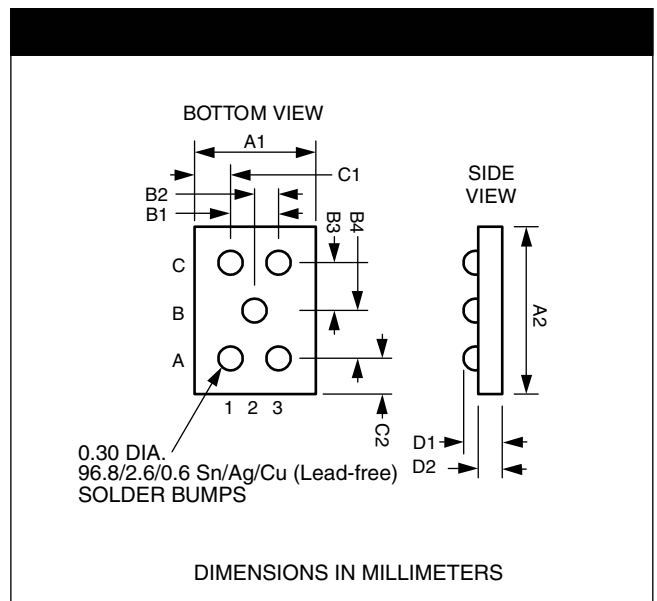 BOTTOM VIEW
A1
C1
B2
B1
B3
B4
SIDE
VIEW
C
B
A
1 2 3
C2
A2
D1
D2
0.30 DIA.
96.8/2.6/0.6 Sn/Ag/Cu (Lead-free)
SOLDER BUMPS
DIMENSIONS IN MILLIMETERS